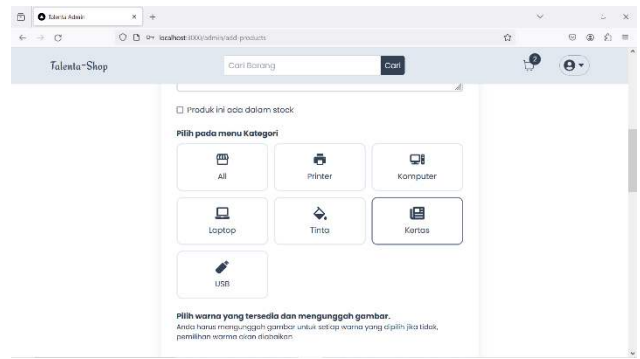 Talenta Admin
localhost:3000/admin/add-products
Talenta-Shop
Cari Barang
Cari
2
Produk ini ada dalam stock
Pilih pada menu Kategori
All
Printer
Komputer
Laptop
Tinta
Kertas
USB
Pilih warna yang tersedia dan mengunggah gambar.
Anda harus mengunggah gambar untuk setiap warna yang dipilih jika tidak,
pemilihan warma akan diabaikan